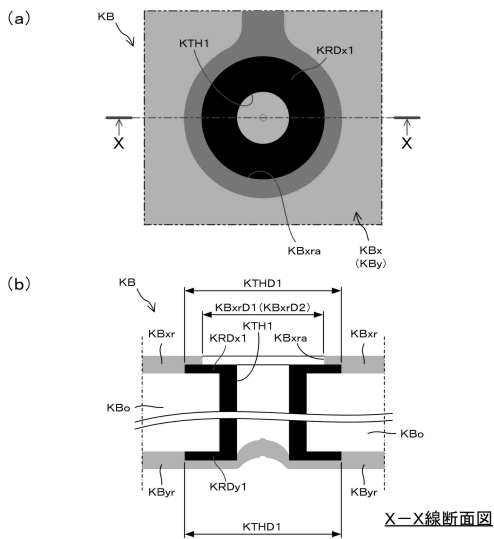 (a)
KB
KTH1
KRDx1
X
X
KBxra
KBx
(KBy)
(b)
KB
KTHD1
KBxrD1(KBxrD2)
KTH1
KBxr
KRDx1
KBxra
KBxr
KBo
KBo
KByr
KRDy1
KByr
KTHD1
X－X線断面図